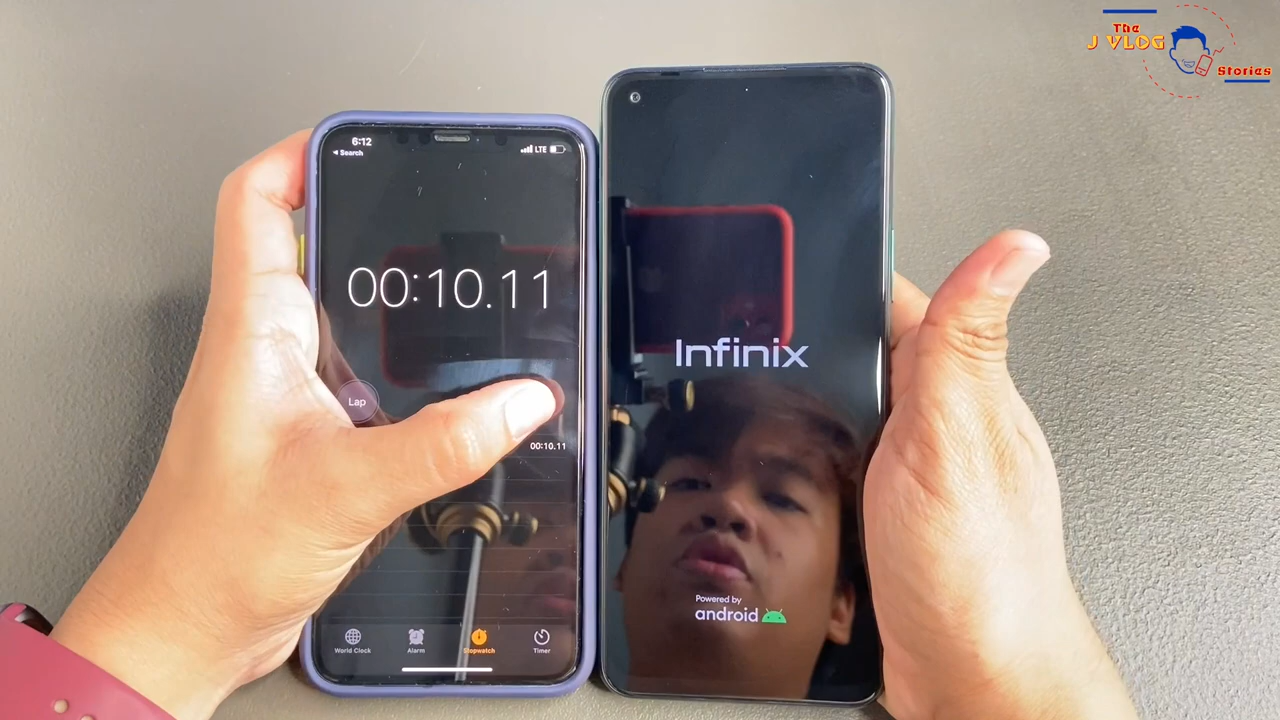 The
J VLOG
Stories
6:12
Search
LTE
00:10.11
Lap
00:10.11
World Clock
Alarm
Stopwatch
Timer
Infinix
Powered by
android